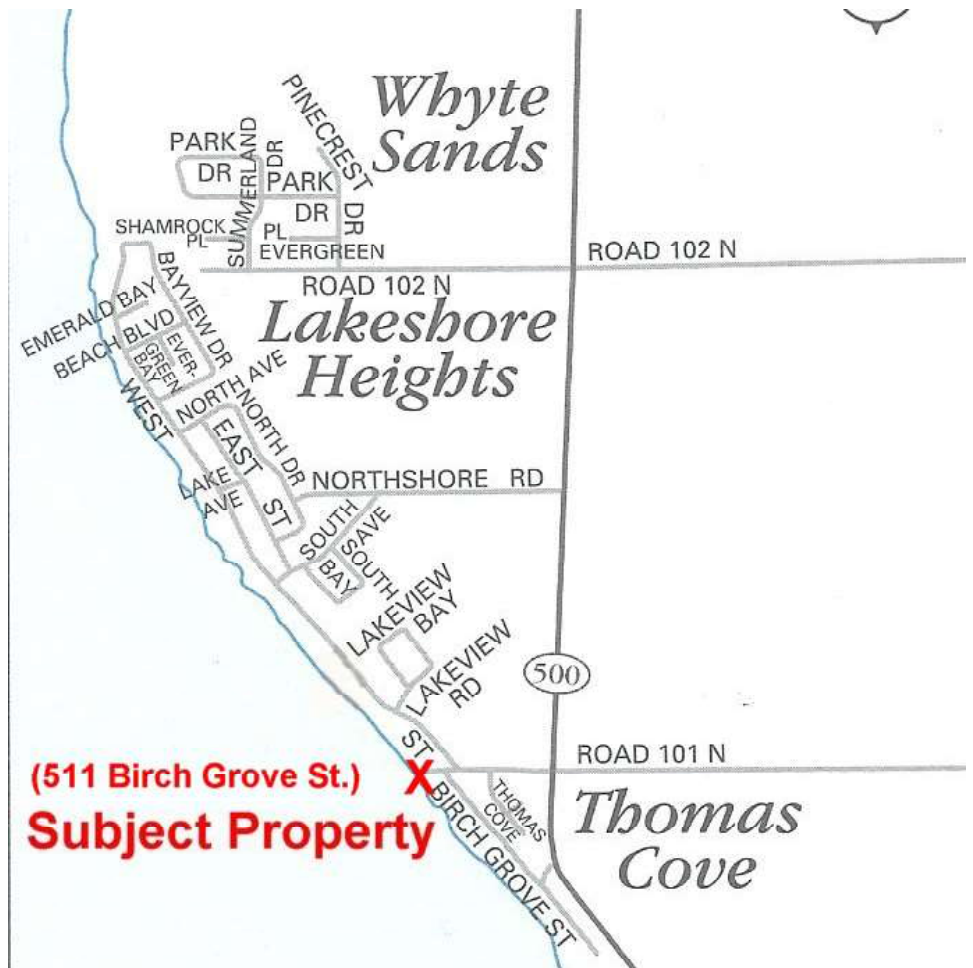 Whyte
Sands
PINECREST
DR
PARK
DR
SUMMERLAND
DR
PARK
DR
SHAMROCK
PL
PL
EVERGREEN
ROAD 102 N
ROAD 102 N
Lakeshore
Heights
EMERALD BAY
BAYVIEW DR
BEACH BLVD
EVER-
GREEN
BAY
WEST
NORTH AVE
NORTH DR
EAST
ST
LAKE
AVE
NORTHSHORE RD
SOUTH
AVE
SOUTH
BAY
LAKEVIEW
BAY
LAKEVIEW
RD
500
ST
ROAD 101 N
(511 Birch Grove St.)
X
Subject Property
BIRCH GROVE ST
THOMAS
COVE
Thomas
Cove